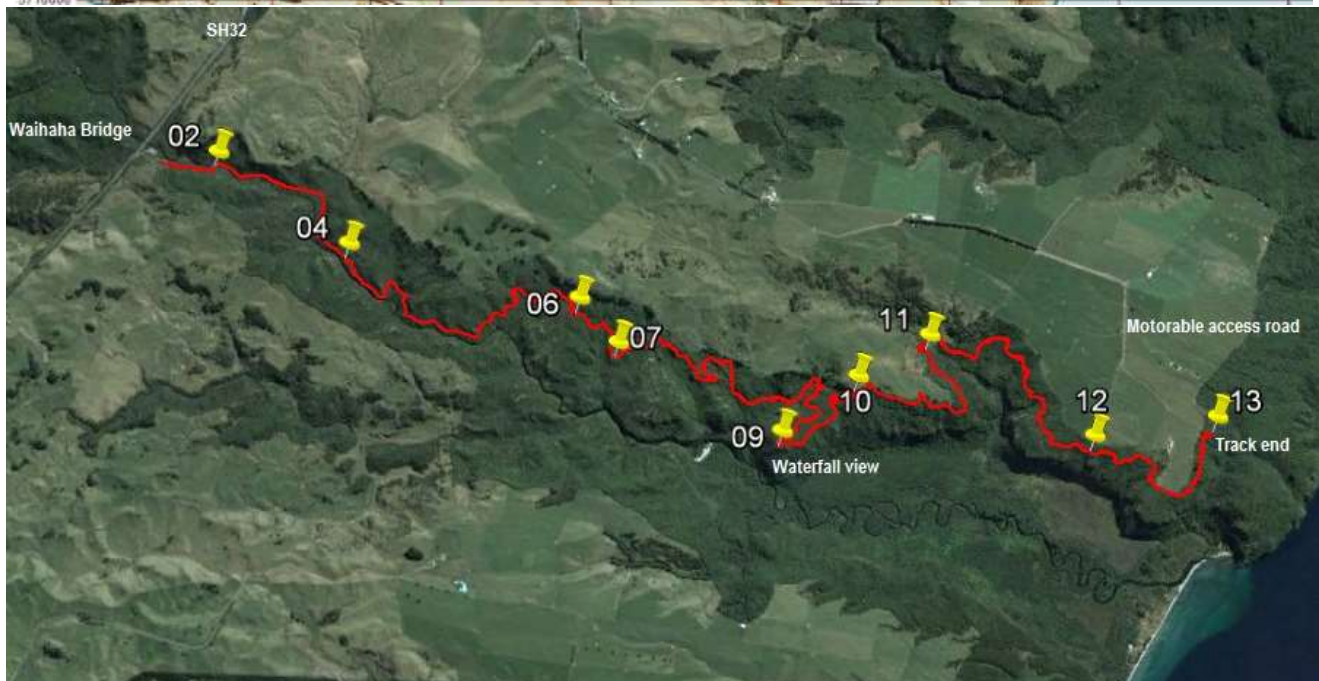 SH32
Waihaha Bridge
02
04
06
07
11
Motorable access road
10
12
13
09
Track end
Waterfall view